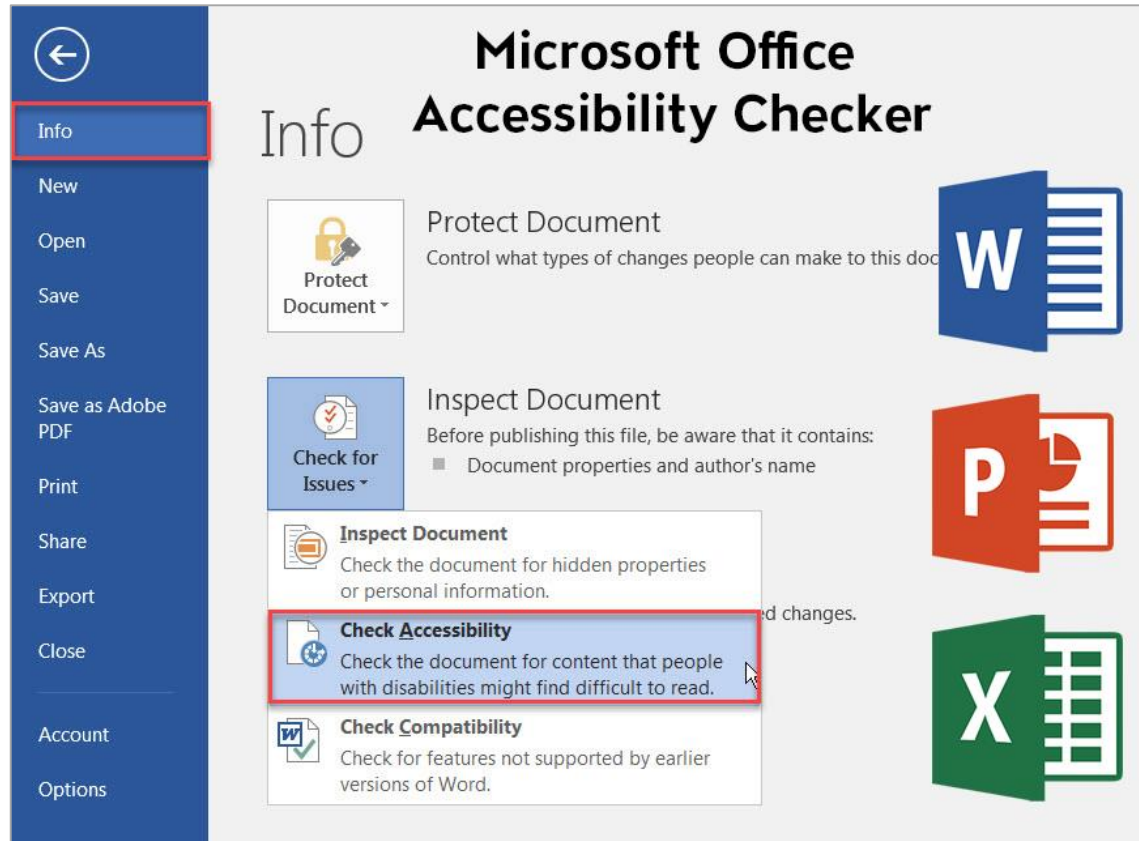 Microsoft Office
Accessibility Checker
Info
Info
New
Open
Save
Save As
Save as Adobe
PDF
Print
Share
Export
Close
Account
Options
Protect
Document
Protect Document
Control what types of changes people can make to this doc
Check for
Issues
Inspect Document
Before publishing this file, be aware that it contains:
Document properties and author's name
Inspect Document
Check the document for hidden properties
or personal information.
ed changes.
Check Accessibility
Check the document for content that people
with disabilities might find difficult to read.
Check Compatibility
Check for features not supported by earlier
versions of Word.
W
P
X